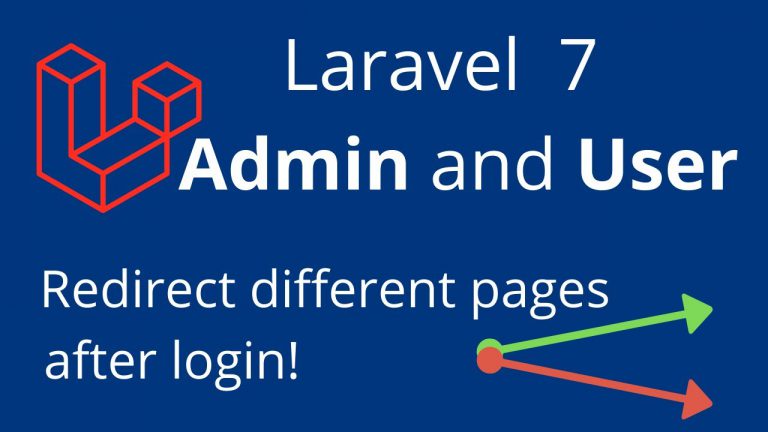 Laravel 7
Admin and User
Redirect different pages
after login!